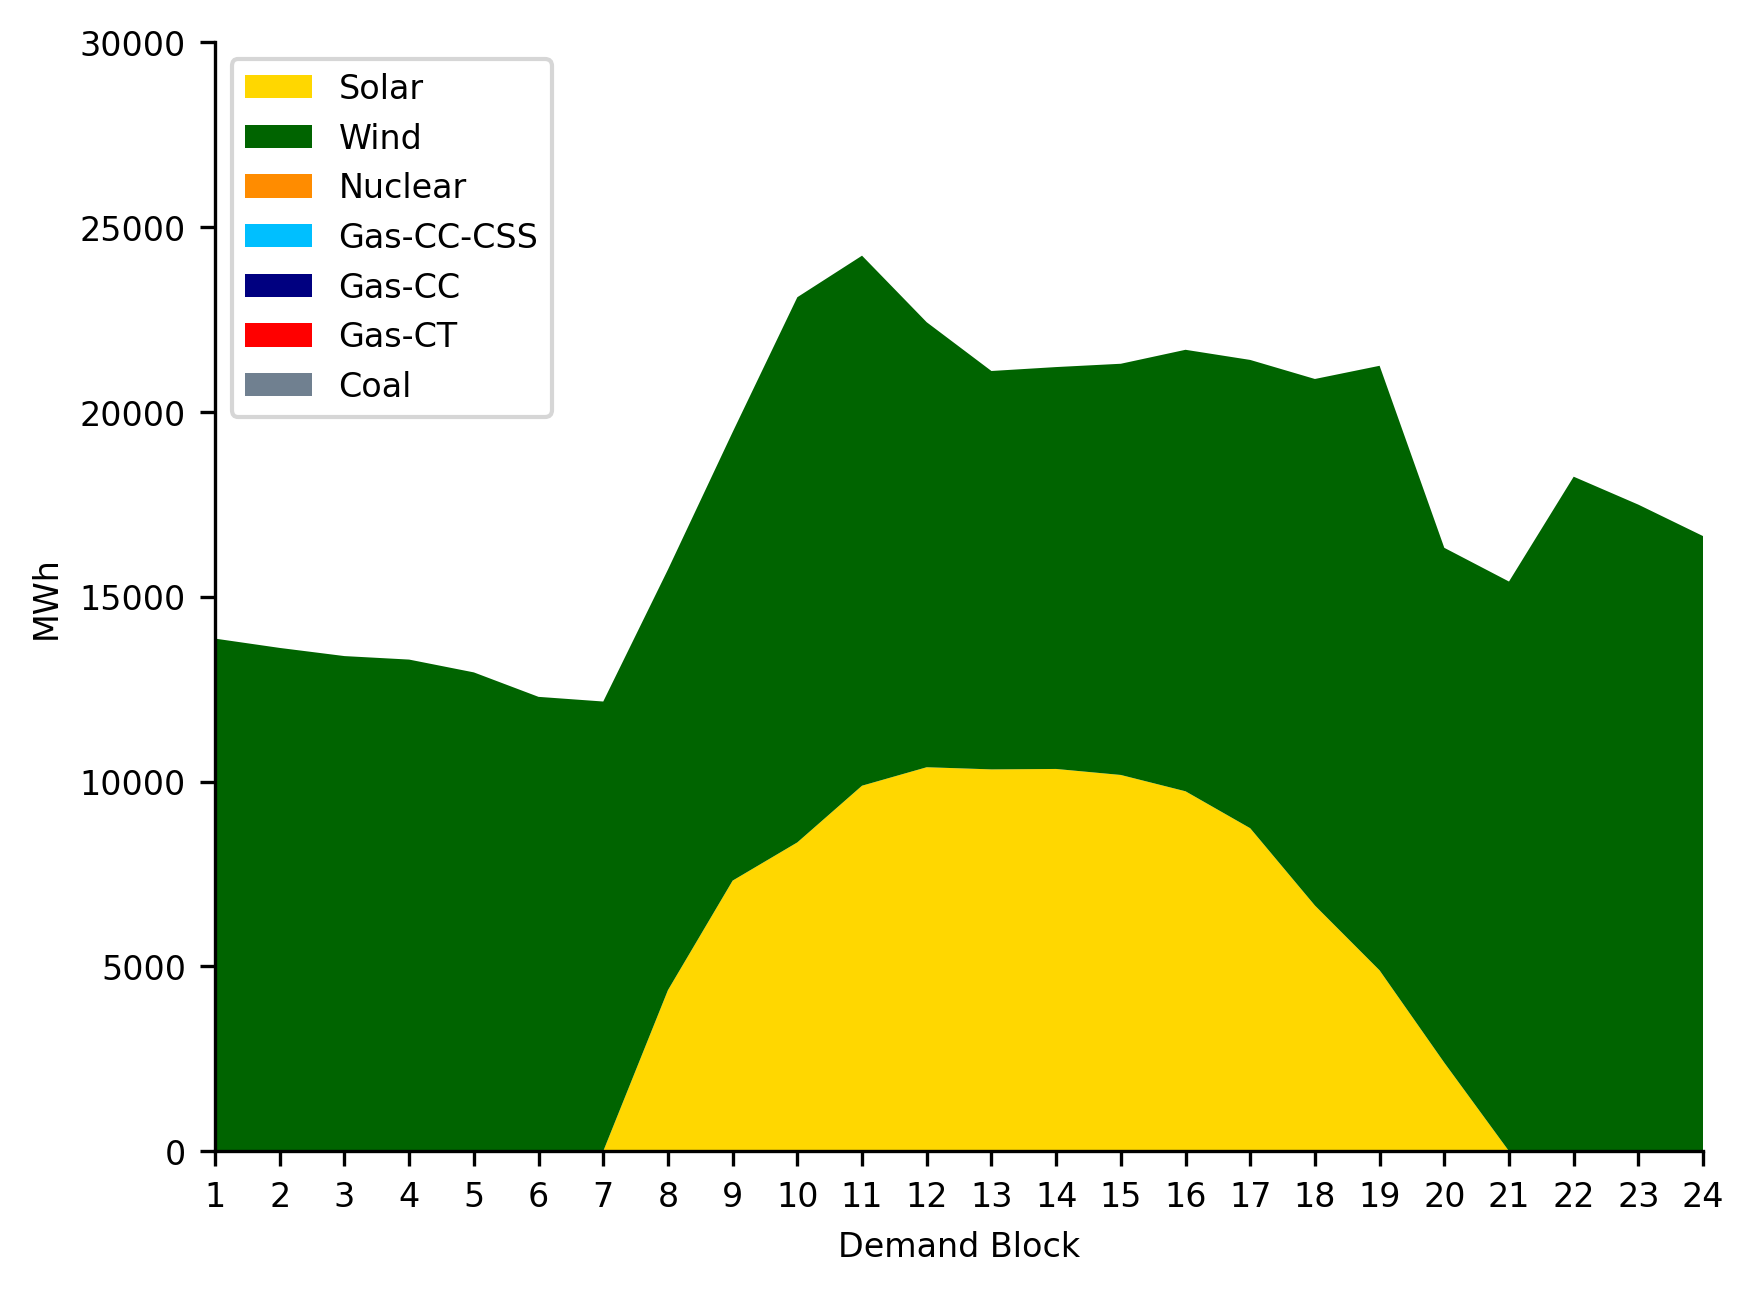 30000
25000
20000
15000
10000
5000
0
MWh
Solar
Wind
Nuclear
Gas-CC-CSS
Gas-CC
Gas-CT
Coal
1 2 3 4 5 6 7 8 9 10 11 12 13 14 15 16 17 18 19 20 21 22 23 24
Demand Block